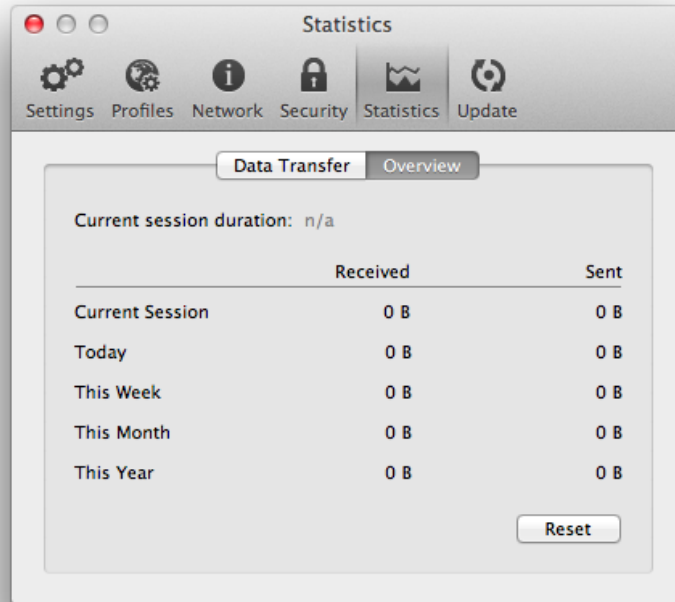 Statistics
Settings Profiles Network Security Statistics Update
Data Transfer Overview
Current session duration: n/a
Received Sent
Current Session 0 B 0 B
Today 0 B 0 B
This Week 0 B 0 B
This Month 0 B 0 B
This Year 0 B 0 B
Reset